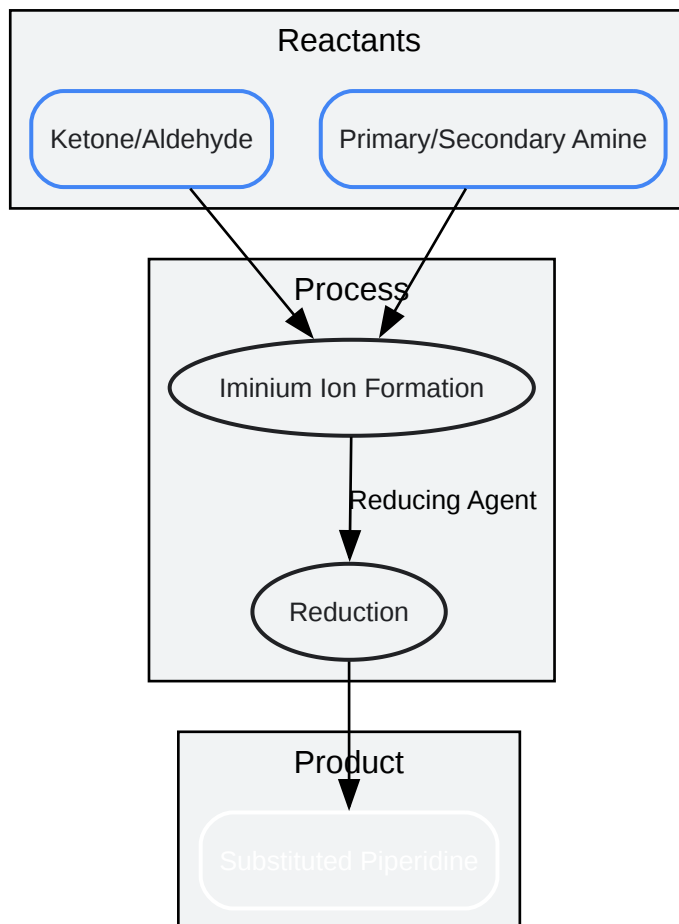 Reactants
Ketone/Aldehyde
Primary/Secondary Amine
Process
Iminium Ion Formation
Reducing Agent
Reduction
Product
Substituted Piperidine